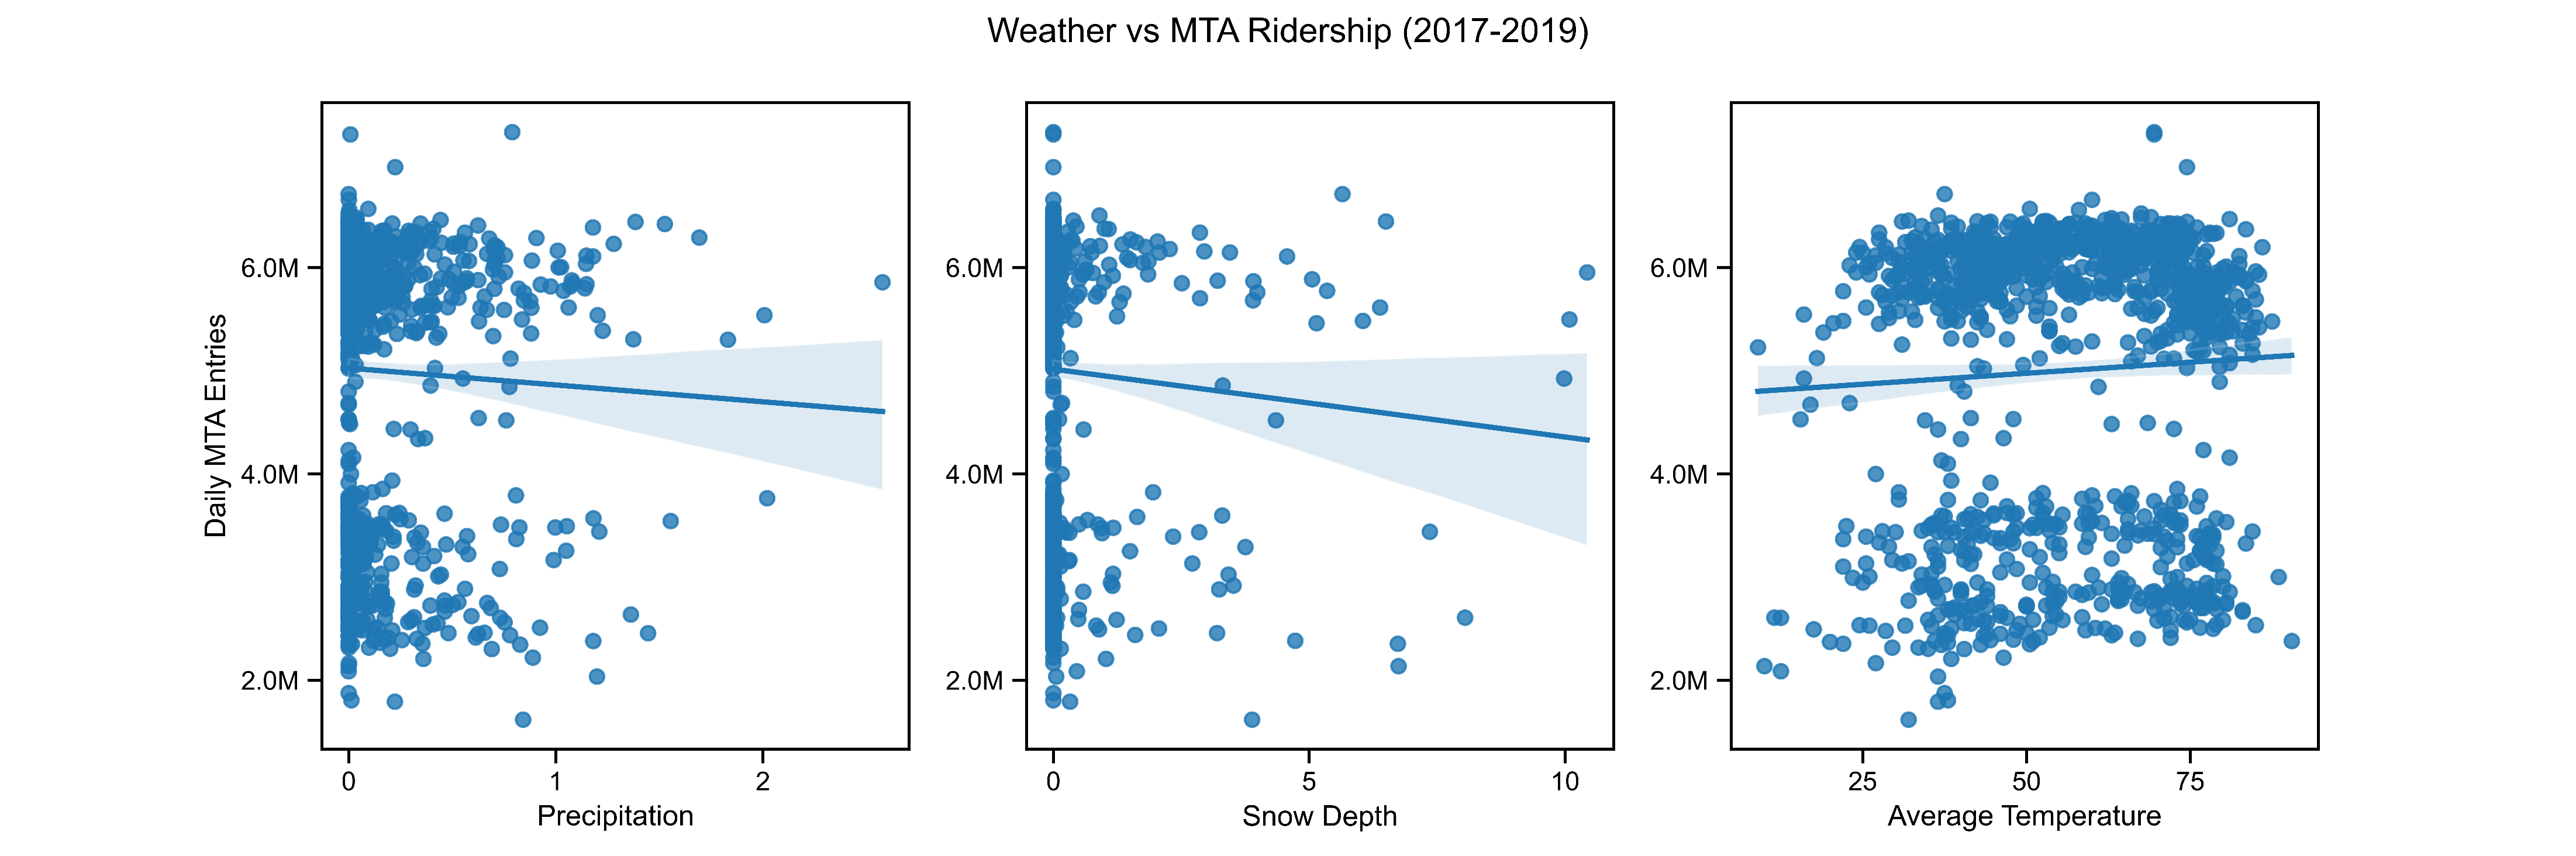 Weather vs MTA Ridership (2017-2019)
Daily MTA Entries
6.0M
4.0M
2.0M
0 1 2
Precipitation
6.0M
4.0M
2.0M
0 5 10
Snow Depth
6.0M
4.0M
2.0M
25 50 75
Average Temperature